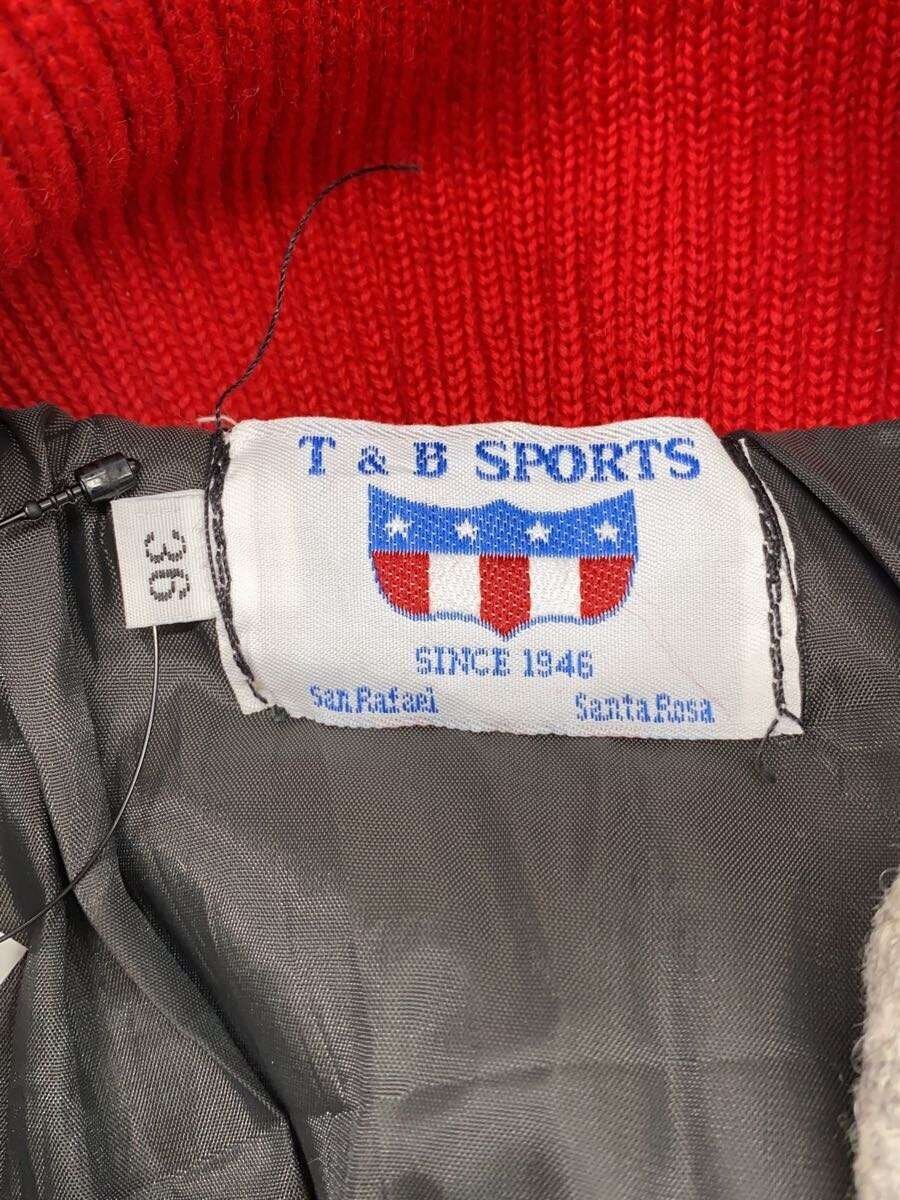 T & B SPORTS
36
SINCE 1946
San Rafael
Santa Rosa